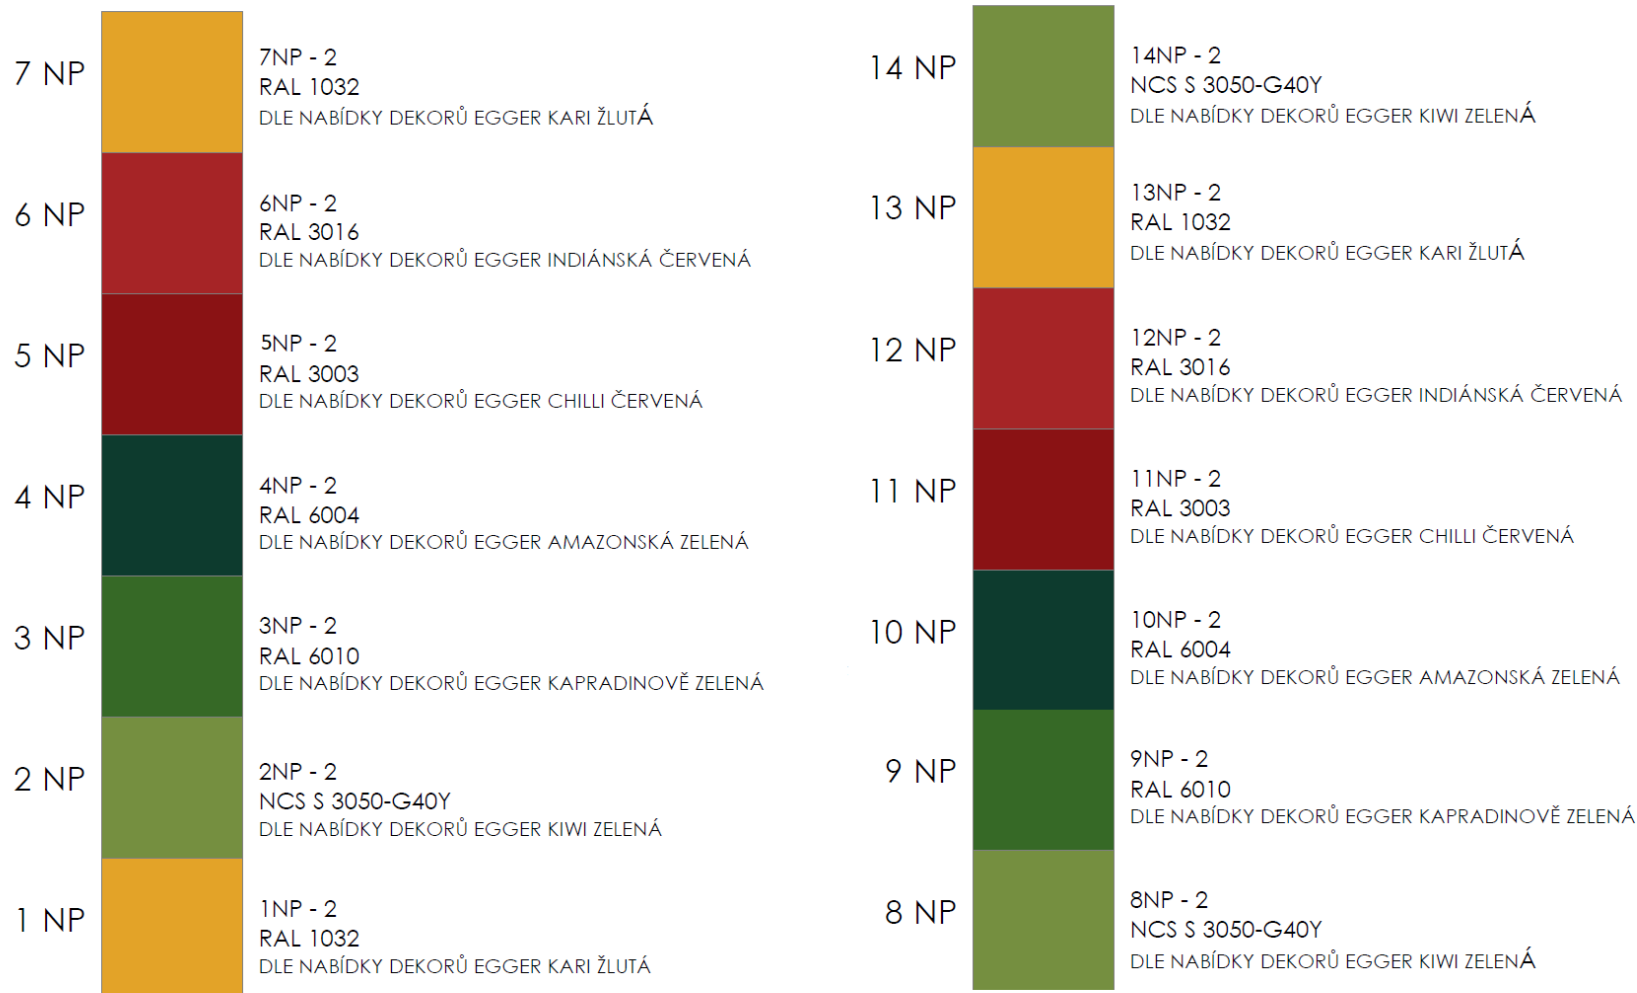 7 NP
7NP - 2
RAL 1032
DLE NABÍDKY DEKORŮ EGGER KARI ŽLUTÁ
6 NP
6NP - 2
RAL 3016
DLE NABÍDKY DEKORŮ EGGER INDIÁNSKÁ ČERVENÁ
5 NP
5NP - 2
RAL 3003
DLE NABÍDKY DEKORŮ EGGER CHILLI ČERVENÁ
4 NP
4NP - 2
RAL 6004
DLE NABÍDKY DEKORŮ EGGER AMAZONSKÁ ZELENÁ
3 NP
3NP - 2
RAL 6010
DLE NABÍDKY DEKORŮ EGGER KAPRADINOVĚ ZELENÁ
2 NP
2NP - 2
NCS S 3050-G40Y
DLE NABÍDKY DEKORŮ EGGER KIWI ZELENÁ
1 NP
1NP - 2
RAL 1032
DLE NABÍDKY DEKORŮ EGGER KARI ŽLUTÁ
14 NP
14NP - 2
NCS S 3050-G40Y
DLE NABÍDKY DEKORŮ EGGER KIWI ZELENÁ
13 NP
13NP - 2
RAL 1032
DLE NABÍDKY DEKORŮ EGGER KARI ŽLUTÁ
12 NP
12NP - 2
RAL 3016
DLE NABÍDKY DEKORŮ EGGER INDIÁNSKÁ ČERVENÁ
11 NP
11NP - 2
RAL 3003
DLE NABÍDKY DEKORŮ EGGER CHILLI ČERVENÁ
10 NP
10NP - 2
RAL 6004
DLE NABÍDKY DEKORŮ EGGER AMAZONSKÁ ZELENÁ
9 NP
9NP - 2
RAL 6010
DLE NABÍDKY DEKORŮ EGGER KAPRADINOVĚ ZELENÁ
8 NP
8NP - 2
NCS S 3050-G40Y
DLE NABÍDKY DEKORŮ EGGER KIWI ZELENÁ